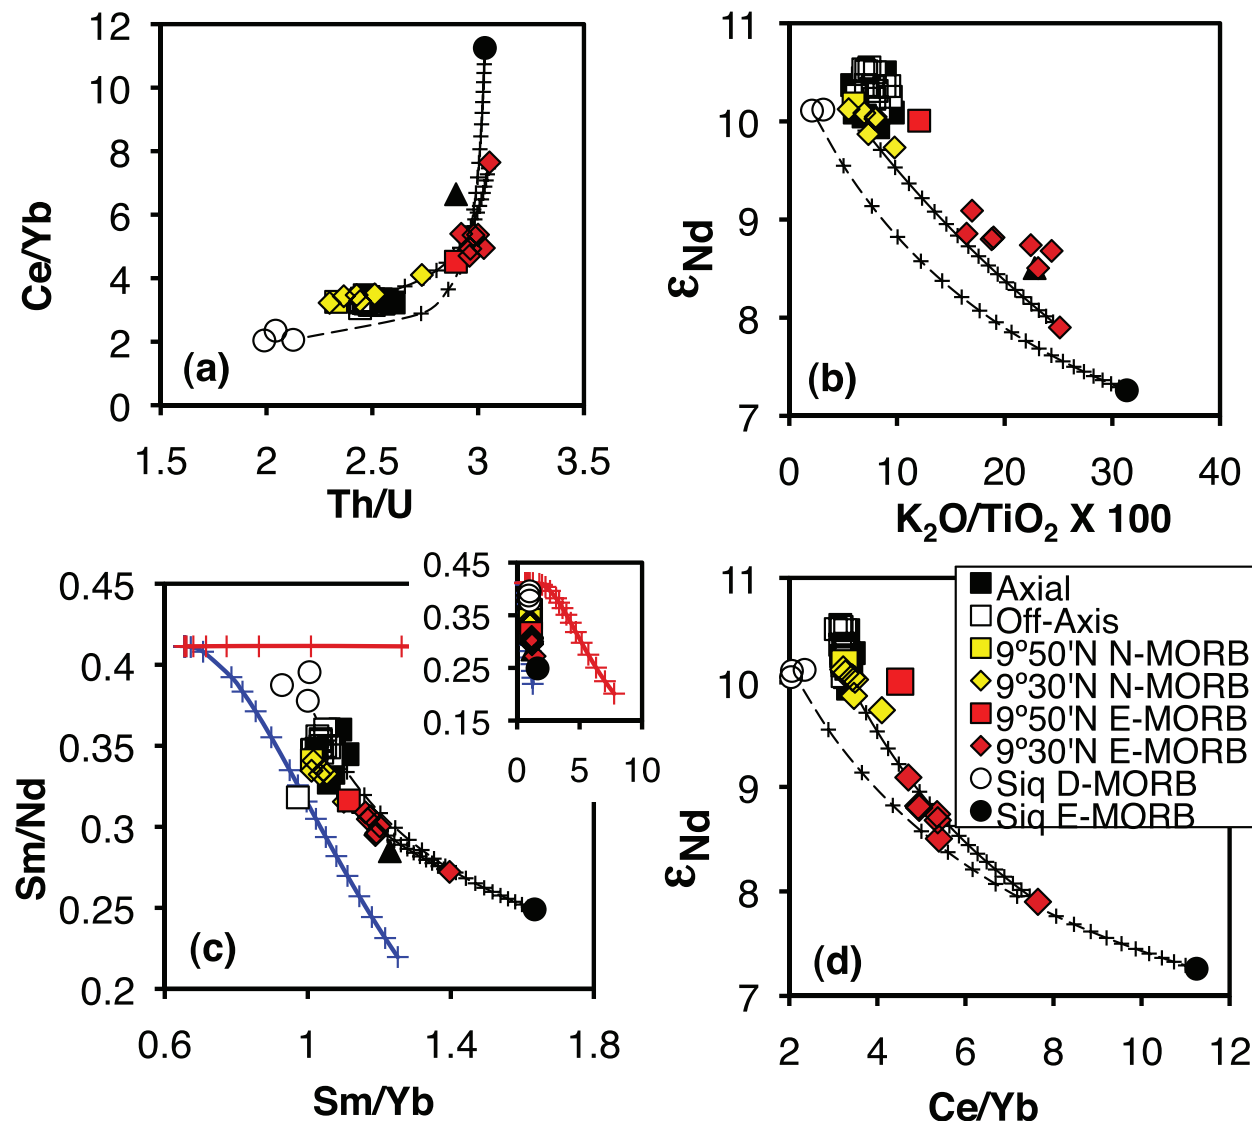 12
10
8
6
4
2
0
Ce/Yb
(a)
1.5 2 2.5 3 3.5
Th/U
11
10
9
8
7
εNd
(b)
0 10 20 30 40
K₂O/TiO₂ X 100
0.45
0.4
0.35
0.3
0.25
0.2
Sm/Nd
(c)
0.6 1 1.4 1.8
Sm/Yb
0.45
0.35
0.25
0.15
0 5 10
11
10
9
8
7
εNd
(d)
2 4 6 8 10 12
Ce/Yb
Axial
Off-Axis
9º50'N N-MORB
9º30'N N-MORB
9º50'N E-MORB
9º30'N E-MORB
Siq D-MORB
Siq E-MORB